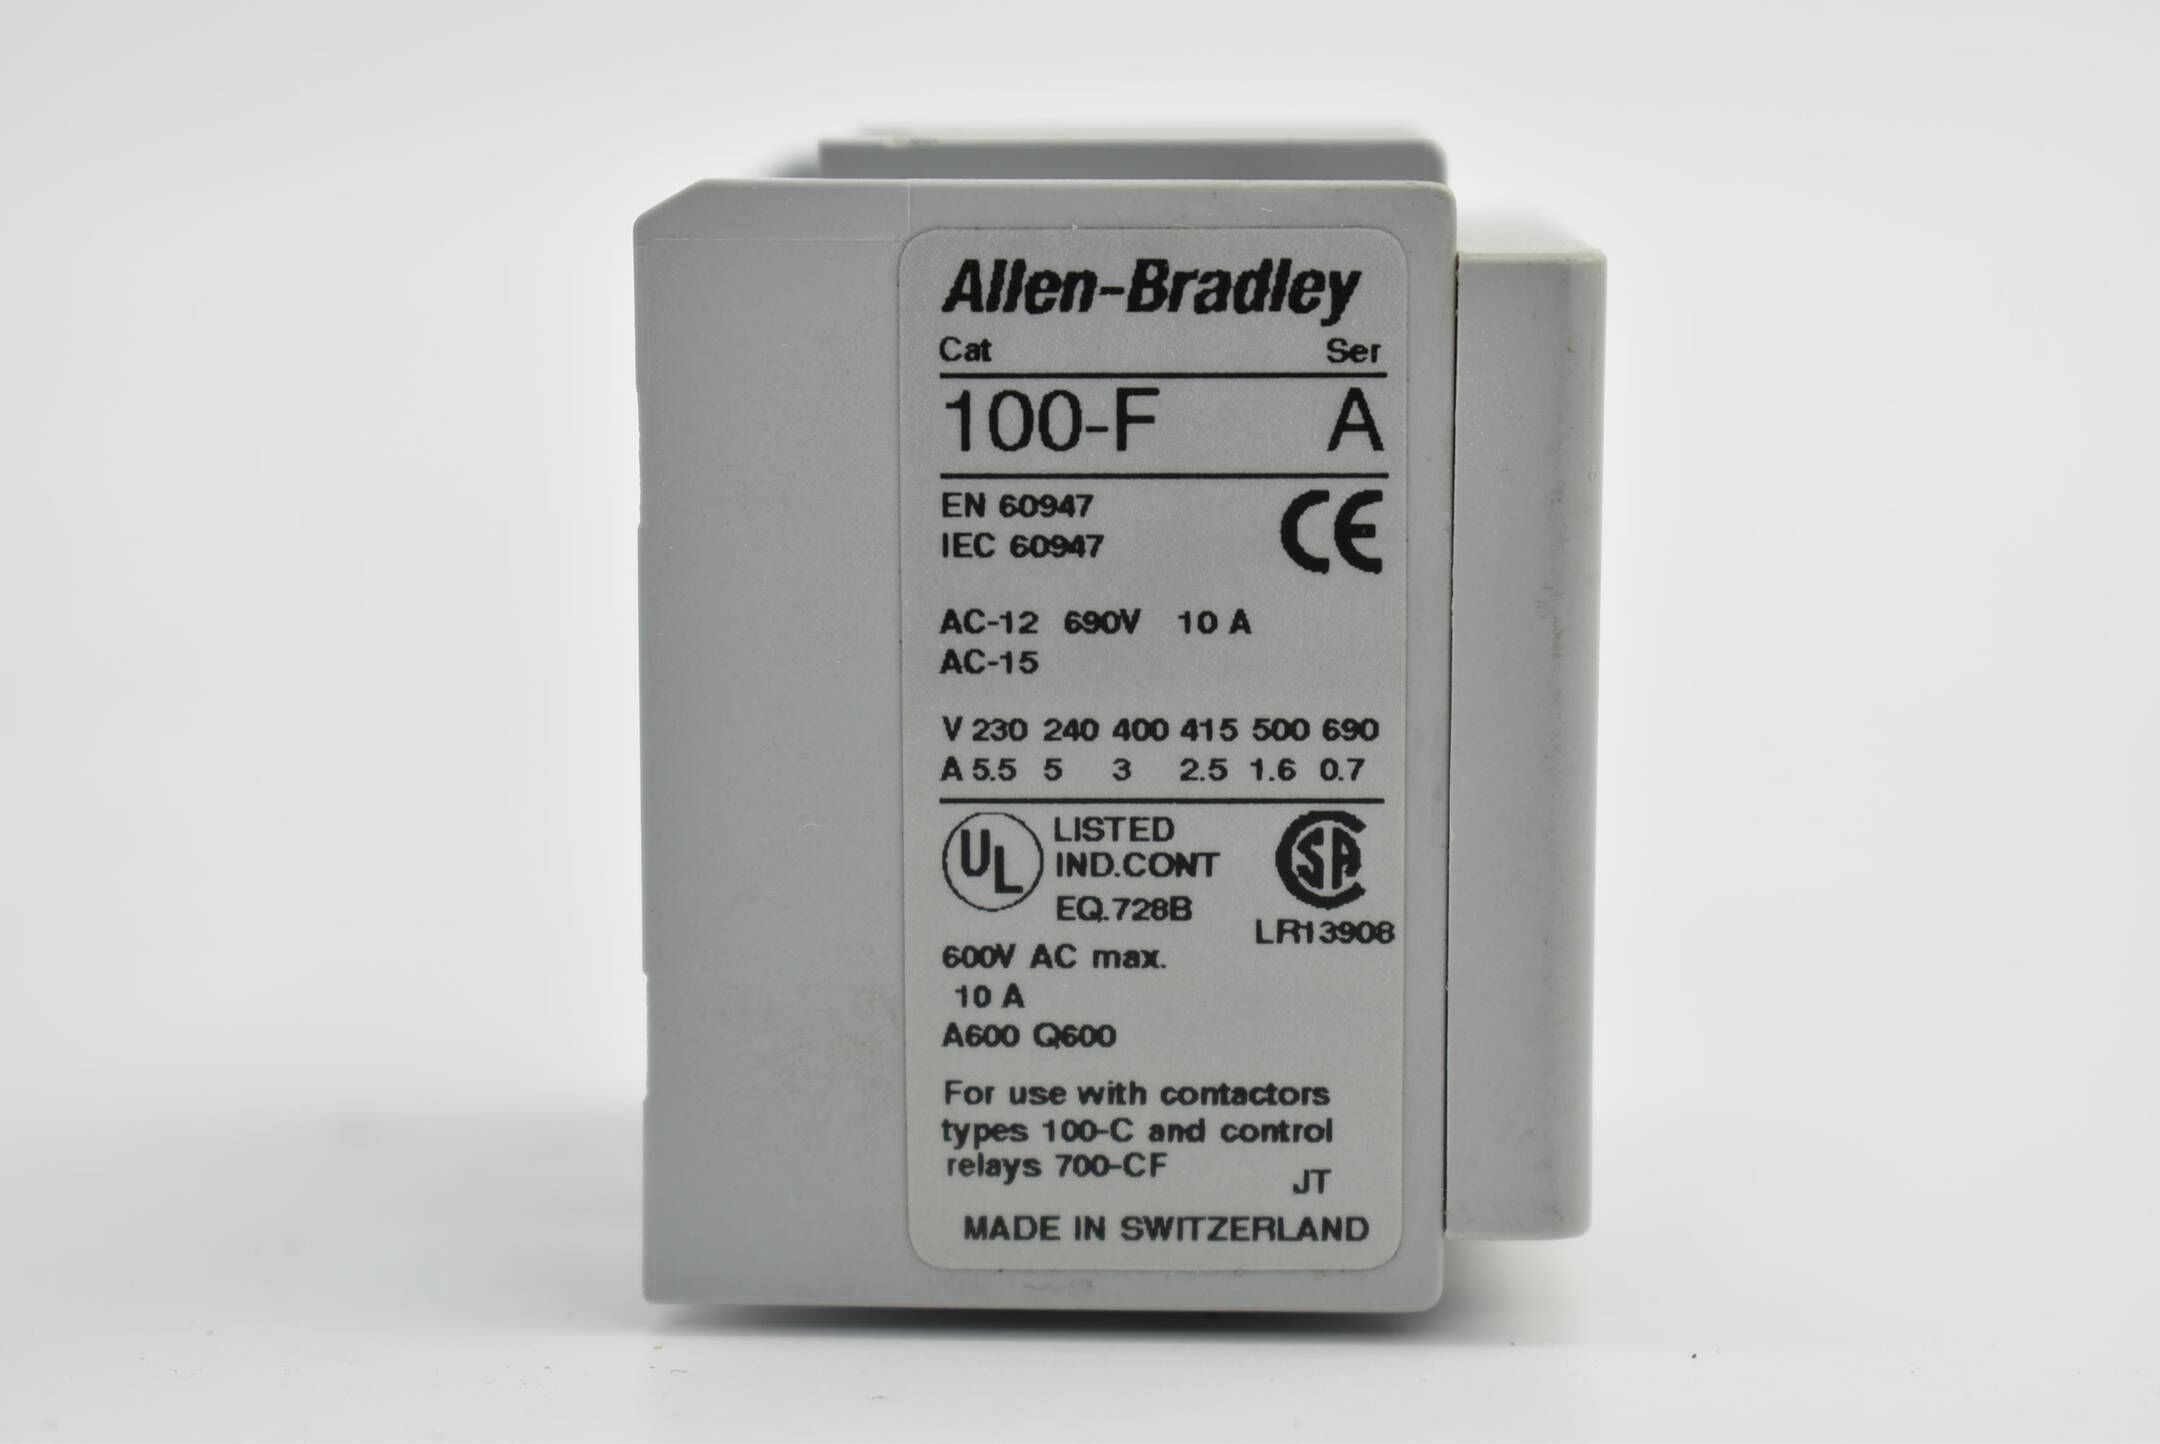 Allen-Bradley
Cat Ser
100-F A
EN 60947
IEC 60947
CE
AC-12 690V 10 A
AC-15
V 230 240 400 415 500 690
A 5.5 5 3 2.5 1.6 0.7
UL LISTED
IND.CONT
EQ.728B
CSA
LR13908
600V AC max.
10 A
A600 Q600
For use with contactors
types 100-C and control
relays 700-CF
JT
MADE IN SWITZERLAND